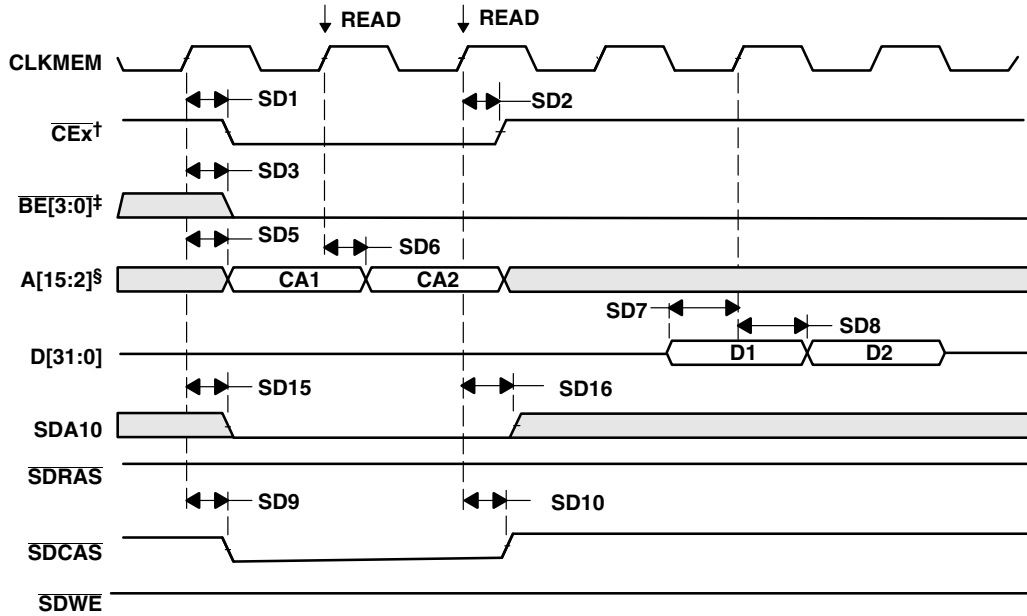 READ READ
CLKMEM
SD1 SD2
CEx†
SD3
BE[3:0]‡
SD5 SD6
A[15:2]§ CA1 CA2
SD7 SD8
D[31:0] D1 D2
SD15 SD16
SDA10
SDRAS
SD9 SD10
SDCAS
SDWE